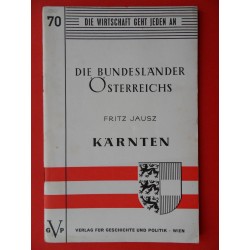 70
DIE WIRTSCHAFT GEHT JEDEN AN
DIE BUNDESLÄNDER
ÖSTERREICHS
FRITZ JAUSZ
KÄRNTEN
GVP
VERLAG FÜR GESCHICHTE UND POLITIK · WIEN